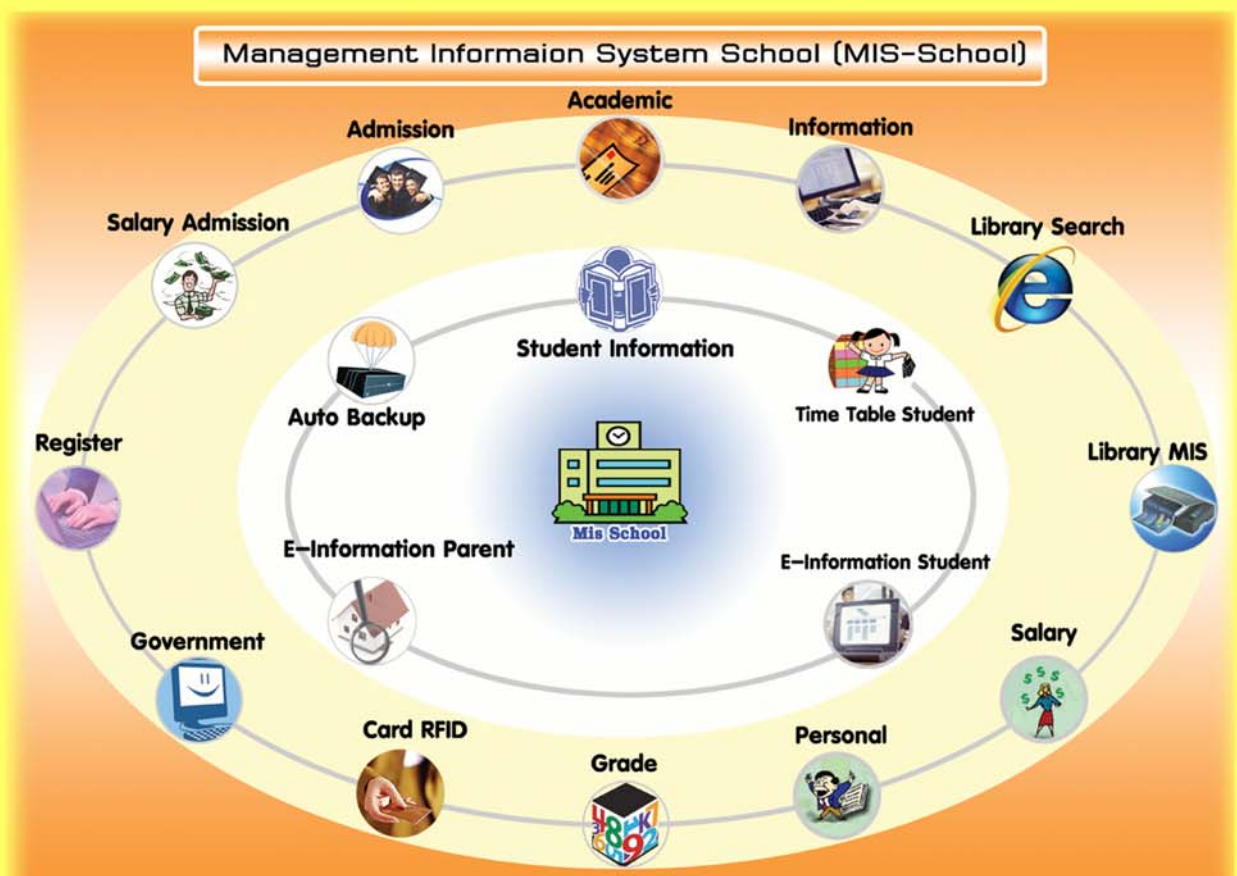 Management Informaion System School (MIS-School)
Academic
Admission
Information
Salary Admission
Library Search
Student Information
Auto Backup
Time Table Student
Register
Library MIS
Mis School
E-Information Parent
E-Information Student
Government
Salary
Card RFID
Grade
Personal